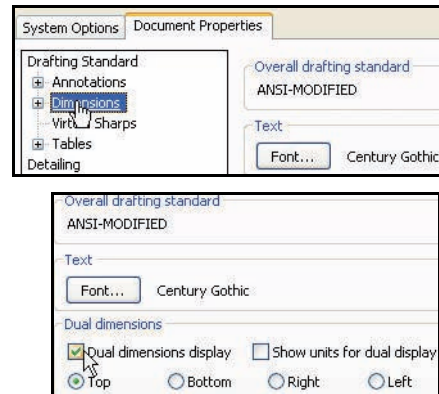 System Options Document Properties
Drafting Standard
Annotations
Dimensions
Virtual Sharps
Tables
Detailing
Overall drafting standard
ANSI-MODIFIED
Text
Font... Century Gothic
Overall drafting standard
ANSI-MODIFIED
Text
Font... Century Gothic
Dual dimensions
Dual dimensions display Show units for dual display
Top Bottom Right Left